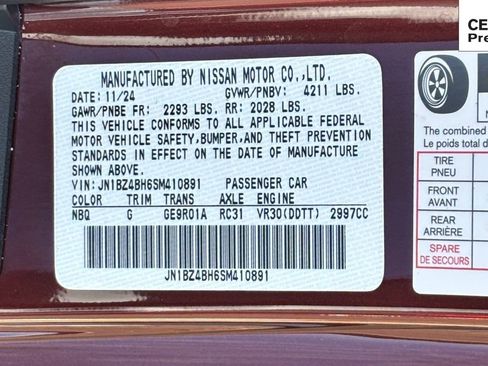 CE
Pre
MANUFACTURED BY NISSAN MOTOR CO.,LTD.
DATE: 11/24 GVWR/PNBV: 4211 LBS.
GAWR/PNBE FR: 2293 LBS. RR: 2028 LBS.
THIS VEHICLE CONFORMS TO ALL APPLICABLE FEDERAL
MOTOR VEHICLE SAFETY,BUMPER,AND THEFT PREVENTION
STANDARDS IN EFFECT ON THE DATE OF MANUFACTURE
SHOWN ABOVE.
VIN: JN1BZ4BH6SM410891 PASSENGER CAR
COLOR TRIM TRANS AXLE ENGINE
NBQ G GE9R01A RC31 VR30(DDTT) 2997CC
JN1BZ4BH6SM410891
The combined
Le poids total d
TIRE
PNEU
FRONT
AVANT
REAR
ARRIÈRE
SPARE
DE SECOURS